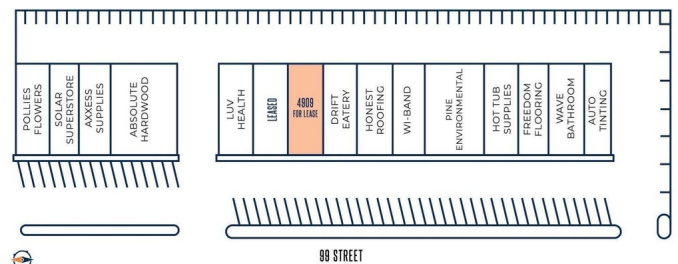 POLLIES
FLOWERS
SOLAR
SUPERSTORE
AXXESS
SUPPLIES
ABSOLUTE
HARDWOOD
LUV
HEALTH
LEASED
4909
FOR LEASE
DRIFT
EATERY
HONEST
ROOFING
WI-BAND
PINE
ENVIRONMENTAL
HOT TUB
SUPPLIES
FREEDOM
FLOORING
WAVE
BATHROOM
AUTO
TINTING
99 STREET